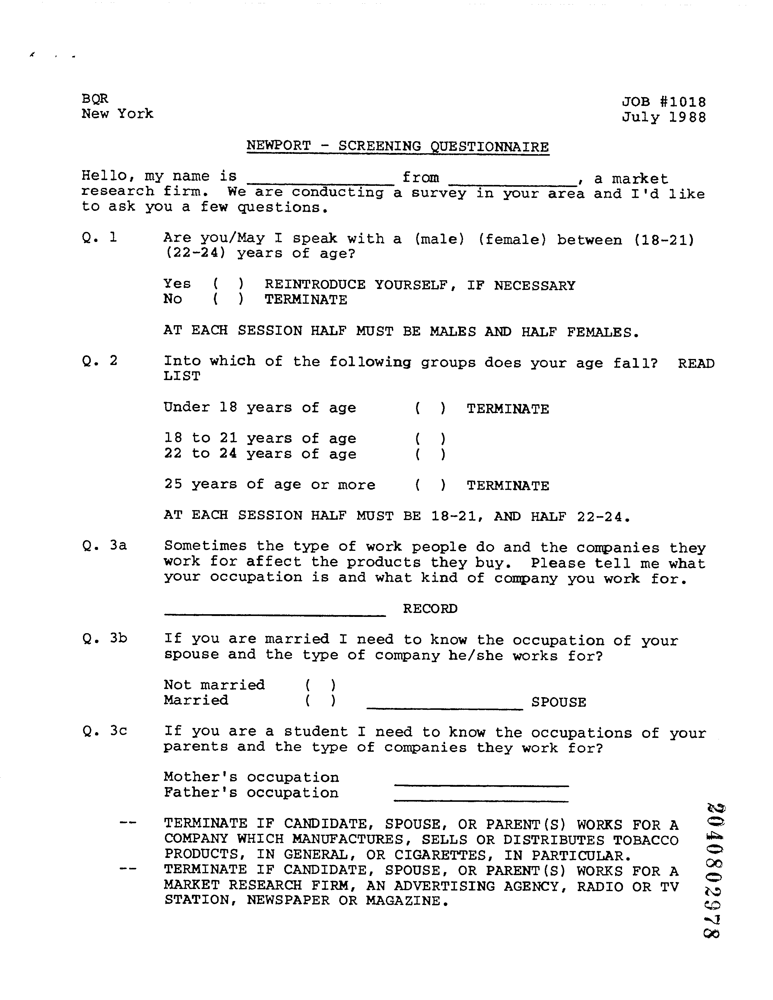 BQR
New York
JOB #1018
July 1988
NEWPORT - SCREENING QUESTIONNAIRE
Hello, my name is ________________ from ______________, a market
research firm. We are conducting a survey in your area and I'd like
to ask you a few questions.
Q. 1 Are you/May I speak with a (male) (female) between (18-21)
(22-24) years of age?
Yes ( ) REINTRODUCE YOURSELF, IF NECESSARY
No ( ) TERMINATE
AT EACH SESSION HALF MUST BE MALES AND HALF FEMALES.
Q. 2 Into which of the following groups does your age fall? READ
LIST
Under 18 years of age ( ) TERMINATE
18 to 21 years of age ( )
22 to 24 years of age ( )
25 years of age or more ( ) TERMINATE
AT EACH SESSION HALF MUST BE 18-21, AND HALF 22-24.
Q. 3a Sometimes the type of work people do and the companies they
work for affect the products they buy. Please tell me what
your occupation is and what kind of company you work for.
________________________ RECORD
Q. 3b If you are married I need to know the occupation of your
spouse and the type of company he/she works for?
Not married ( )
Married ( ) _________________ SPOUSE
Q. 3c If you are a student I need to know the occupations of your
parents and the type of companies they work for?
Mother's occupation ___________________
Father's occupation ___________________
-- TERMINATE IF CANDIDATE, SPOUSE, OR PARENT(S) WORKS FOR A
COMPANY WHICH MANUFACTURES, SELLS OR DISTRIBUTES TOBACCO
PRODUCTS, IN GENERAL, OR CIGARETTES, IN PARTICULAR.
-- TERMINATE IF CANDIDATE, SPOUSE, OR PARENT(S) WORKS FOR A
MARKET RESEARCH FIRM, AN ADVERTISING AGENCY, RADIO OR TV
STATION, NEWSPAPER OR MAGAZINE.
2040802978